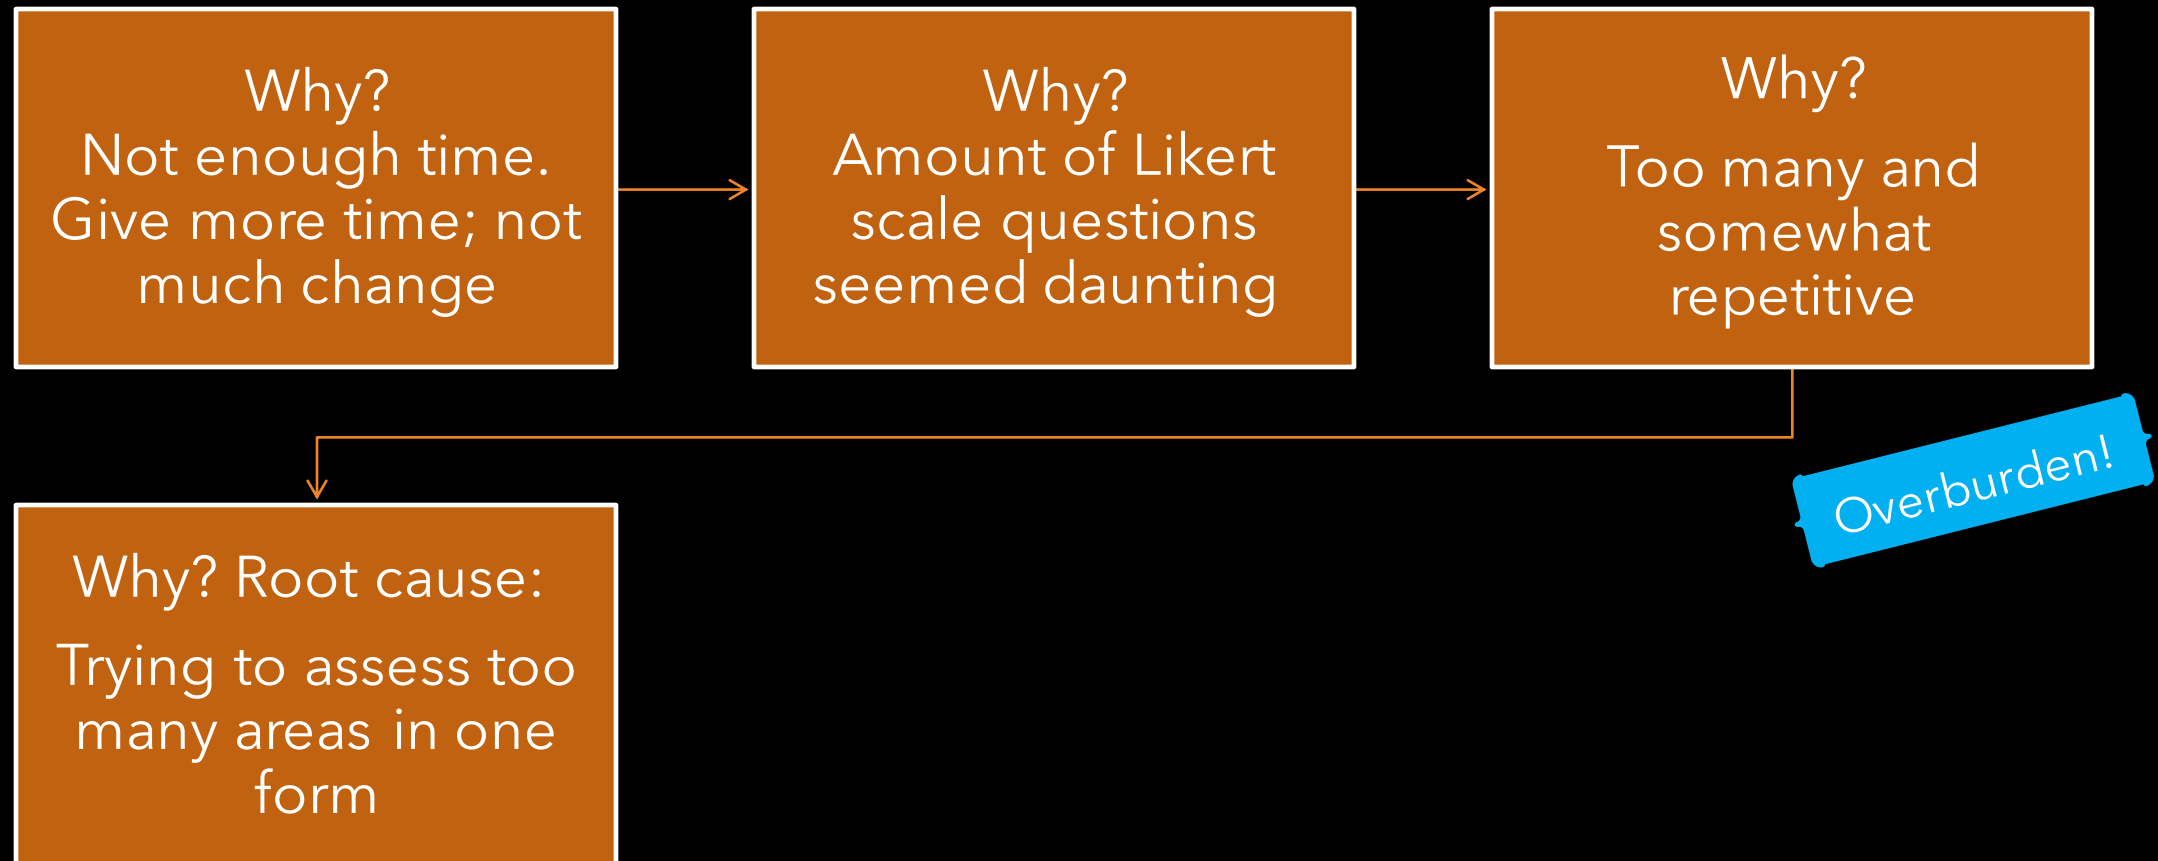 Why?
Not enough time.
Give more time; not
much change
Why?
Amount of Likert
scale questions
seemed daunting
Why?
Too many and
somewhat
repetitive
Overburden!
Why? Root cause:
Trying to assess too
many areas in one
form